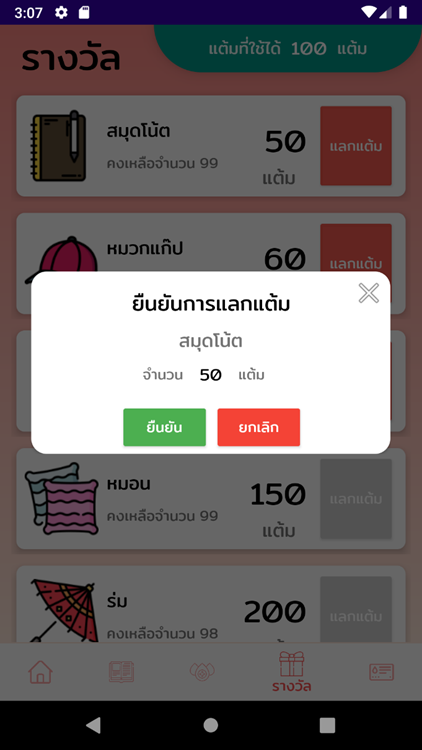 3:07
รางวัล
แต้มที่ใช้ได้ 100 แต้ม
สมุดโน้ต
คงเหลือจำนวน 99
50
แต้ม
แลกแต้ม
หมวกแก๊ป
60
แลกแต้ม
ยืนยันการแลกแต้ม
สมุดโน้ต
จำนวน 50 แต้ม
ยืนยัน
ยกเลิก
หมอน
คงเหลือจำนวน 99
150
แต้ม
แลกแต้ม
ร่ม
คงเหลือจำนวน 98
200
แลกแต้ม
รางวัล